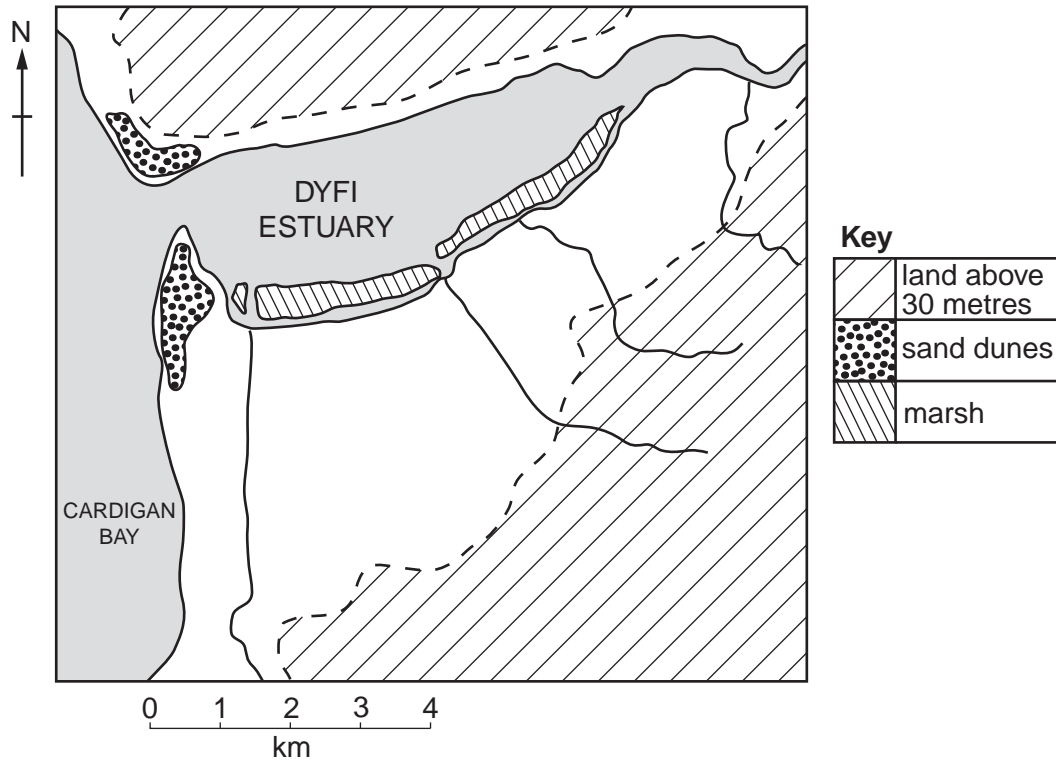 N
DYFI
ESTUARY
Key
land above
30 metres
sand dunes
marsh
CARDIGAN
BAY
0 1 2 3 4
km